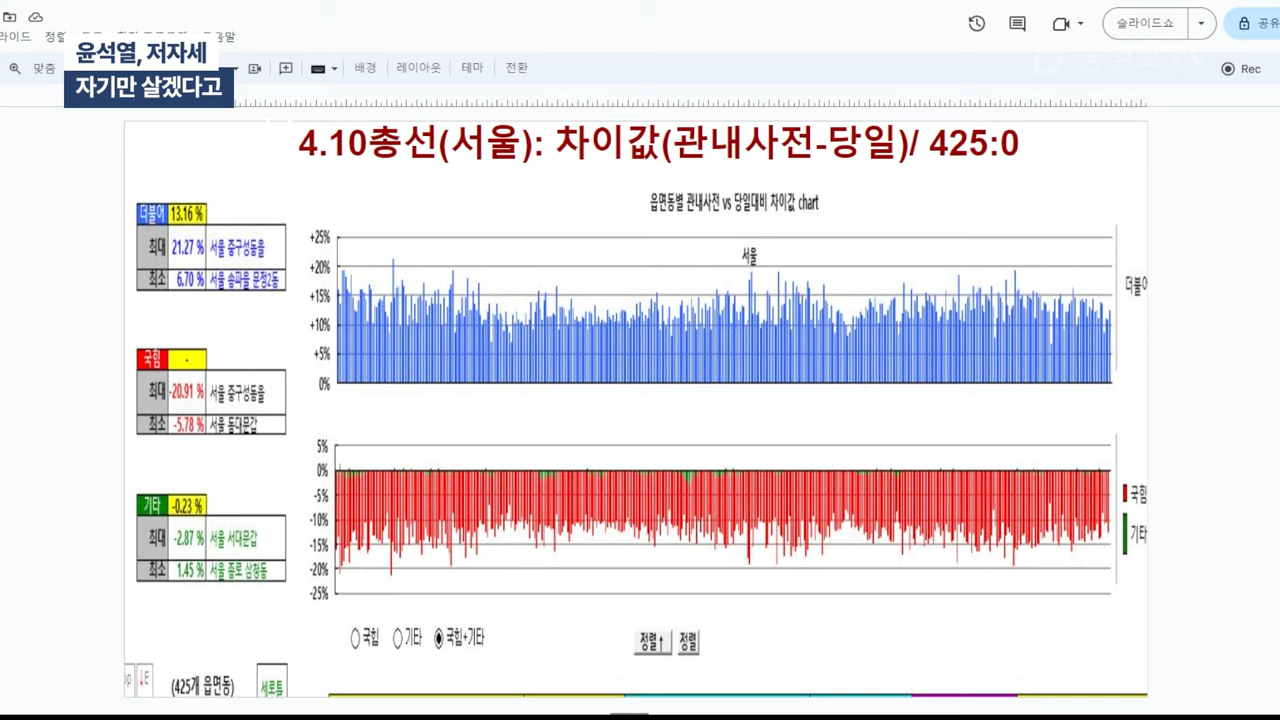 슬라이드쇼
공유
라이드 정렬
윤석열, 저자세
자기만 살겠다고
맞춤
배경 레이아웃 테마 전환
Rec
4.10총선(서울): 차이값(관내사전-당일)/ 425:0
읍면동별 관내사전 vs 당일대비 차이값 chart
서울
더불어 13.16 %
최대 21.27 % 서울 중구성동을
최소 6.70 % 서울 송파을 문정2동
+25%
+20%
+15%
+10%
+5%
0%
더불어
국힘 -
최대 -20.91 % 서울 중구성동을
최소 -5.78 % 서울 동대문갑
5%
0%
-5%
-10%
-15%
-20%
-25%
국힘
기타
기타 -0.23 %
최대 -2.87 % 서울 서대문갑
최소 1.45 % 서울 종로 삼청동
국힘 기타 국힘+기타
정렬↑ 정렬
↓E
(425개 읍면동)
세로틀